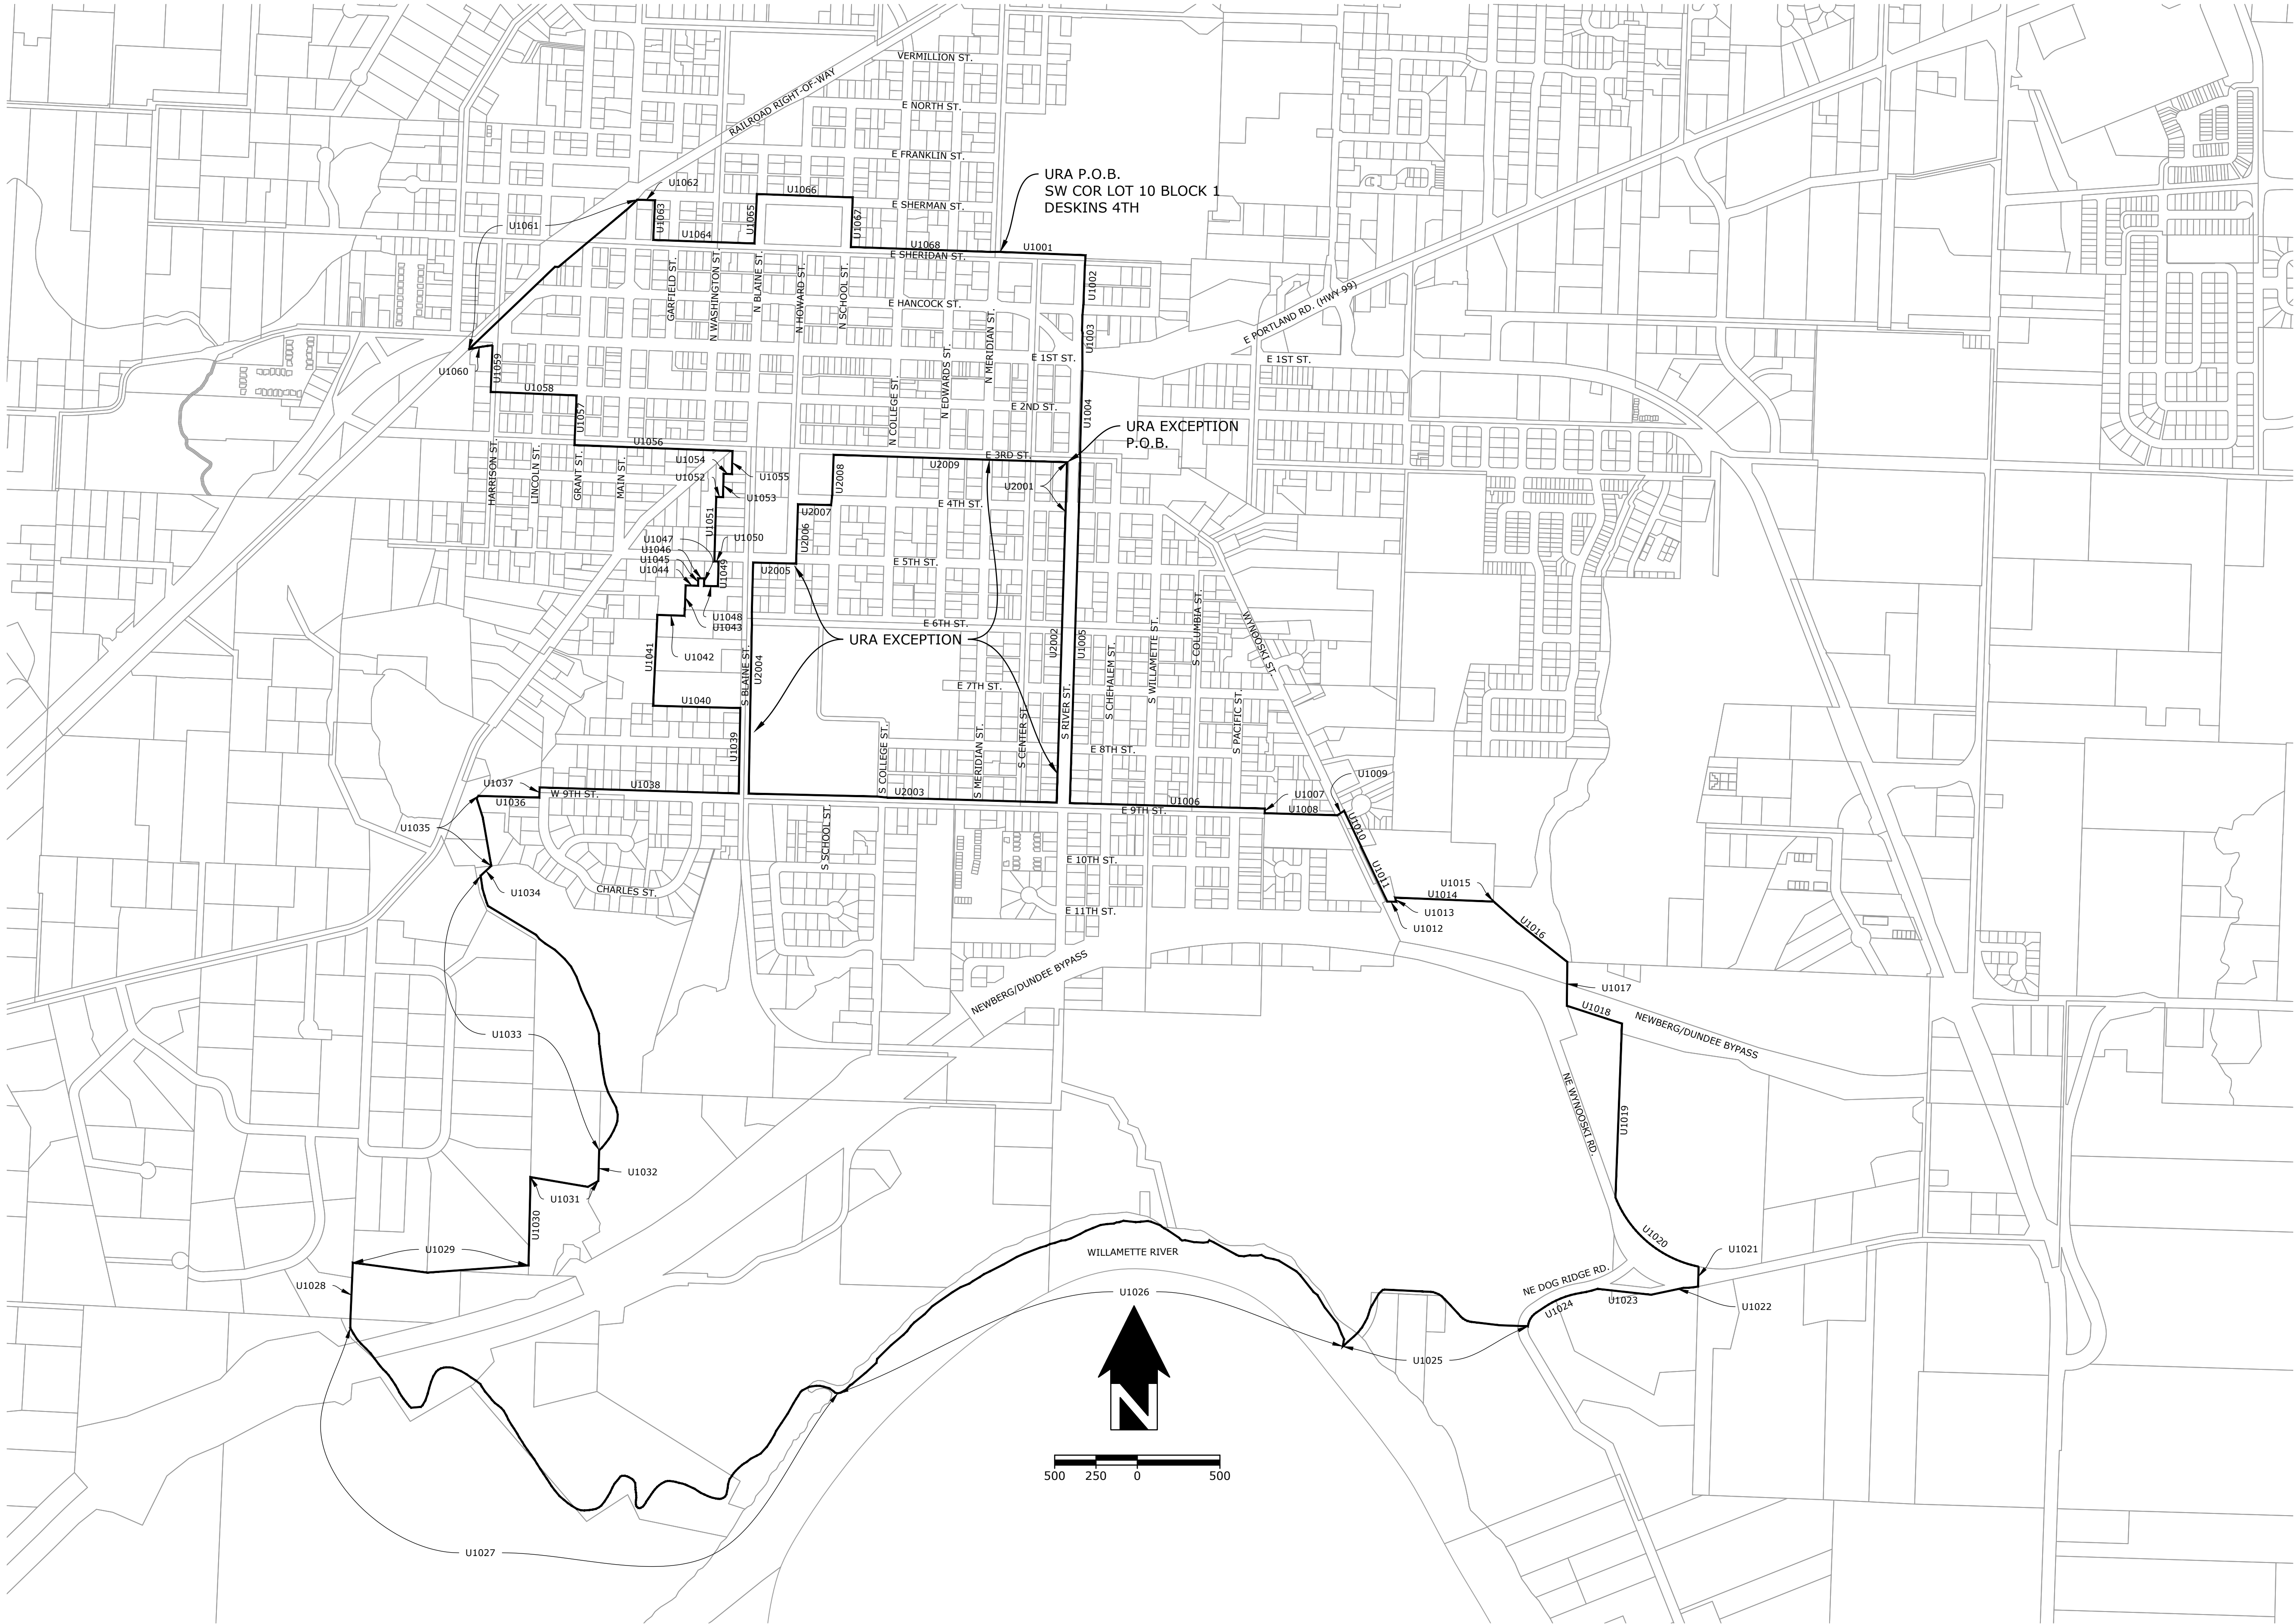 VERMILLION ST.
RAILROAD RIGHT-OF-WAY
E NORTH ST.
E FRANKLIN ST.
URA P.O.B.
SW COR LOT 10 BLOCK 1
DESKINS 4TH
U1062
U1066
U1063
U1065
U1067
E SHERMAN ST.
U1061
U1064
U1068
U1001
E SHERIDAN ST.
GARFIELD ST.
N WASHINGTON ST.
N BLAINE ST.
N HOWARD ST.
N SCHOOL ST.
U1002
E HANCOCK ST.
E PORTLAND RD. (HWY 99)
N MERIDIAN ST.
U1003
E 1ST ST.
E 1ST ST.
U1060
U1059
U1058
N COLLEGE ST.
N EDWARDS ST.
E 2ND ST.
U1057
U1004
URA EXCEPTION
P.O.B.
U1056
HARRISON ST.
LINCOLN ST.
GRANT ST.
MAIN ST.
U1054
U1055
U1052
U1053
U2008
U2009
E 3RD ST.
U2001
E 4TH ST.
U2007
U1051
U2006
U1047
U1050
U1046
U1045
U1044
U1049
U2005
E 5TH ST.
U1048
U1043
E 6TH ST.
URA EXCEPTION
U1041
U1042
S BLAINE ST.
U2004
U2002
U1005
S CHEHALEM ST.
S WILLAMETTE ST.
S COLUMBIA ST.
WYNOOSKI ST.
U1040
E 7TH ST.
S RIVER ST.
S PACIFIC ST.
U1039
S COLLEGE ST.
S MERIDIAN ST.
S CENTER ST.
E 8TH ST.
U1037
U1036
W 9TH ST.
U1038
U2003
U1006
E 9TH ST.
U1007
U1008
U1009
U1010
U1035
S SCHOOL ST.
E 10TH ST.
U1034
CHARLES ST.
U1011
U1015
U1014
U1013
U1012
E 11TH ST.
U1016
NEWBERG/DUNDEE BYPASS
U1017
U1018
NEWBERG/DUNDEE BYPASS
U1033
NE WYNOOSKI RD.
U1019
U1032
U1031
U1030
U1020
U1029
U1021
WILLAMETTE RIVER
U1028
U1026
NE DOG RIDGE RD.
U1023
U1024
U1022
U1025
N
500 250 0 500
U1027